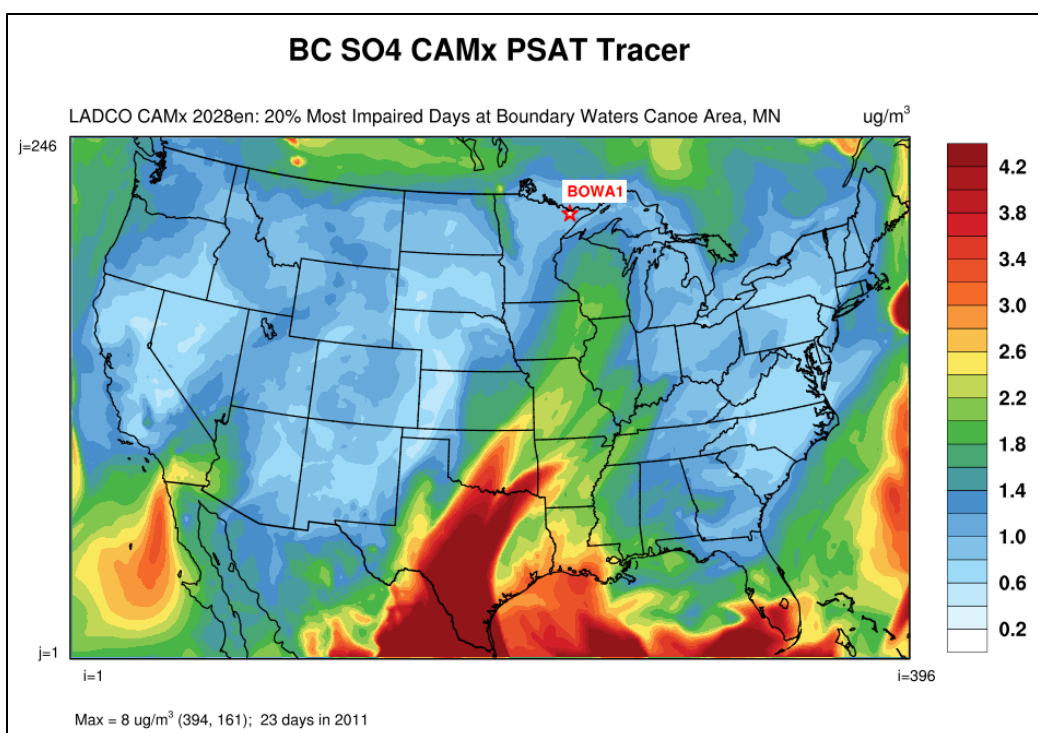 BC SO4 CAMx PSAT Tracer
LADCO CAMx 2028en: 20% Most Impaired Days at Boundary Waters Canoe Area, MN
ug/m³
j=246
BOWA1
4.2
3.8
3.4
3.0
2.6
2.2
1.8
1.4
1.0
0.6
0.2
j=1
i=1
i=396
Max = 8 ug/m³ (394, 161); 23 days in 2011